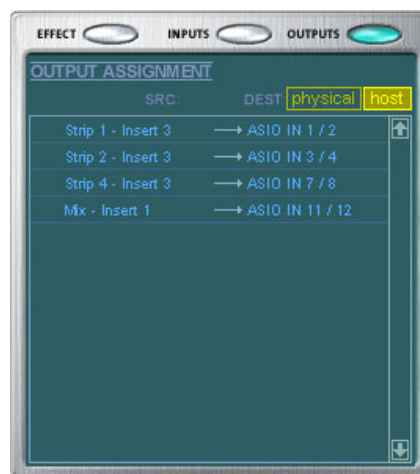 EFFECT INPUTS OUTPUTS
OUTPUT ASSIGNMENT
SRC: DEST physical host
Strip 1 - Insert 3 → ASIO IN 1 / 2
Strip 2 - Insert 3 → ASIO IN 3 / 4
Strip 4 - Insert 3 → ASIO IN 7 / 8
Mix - Insert 1 → ASIO IN 11 / 12